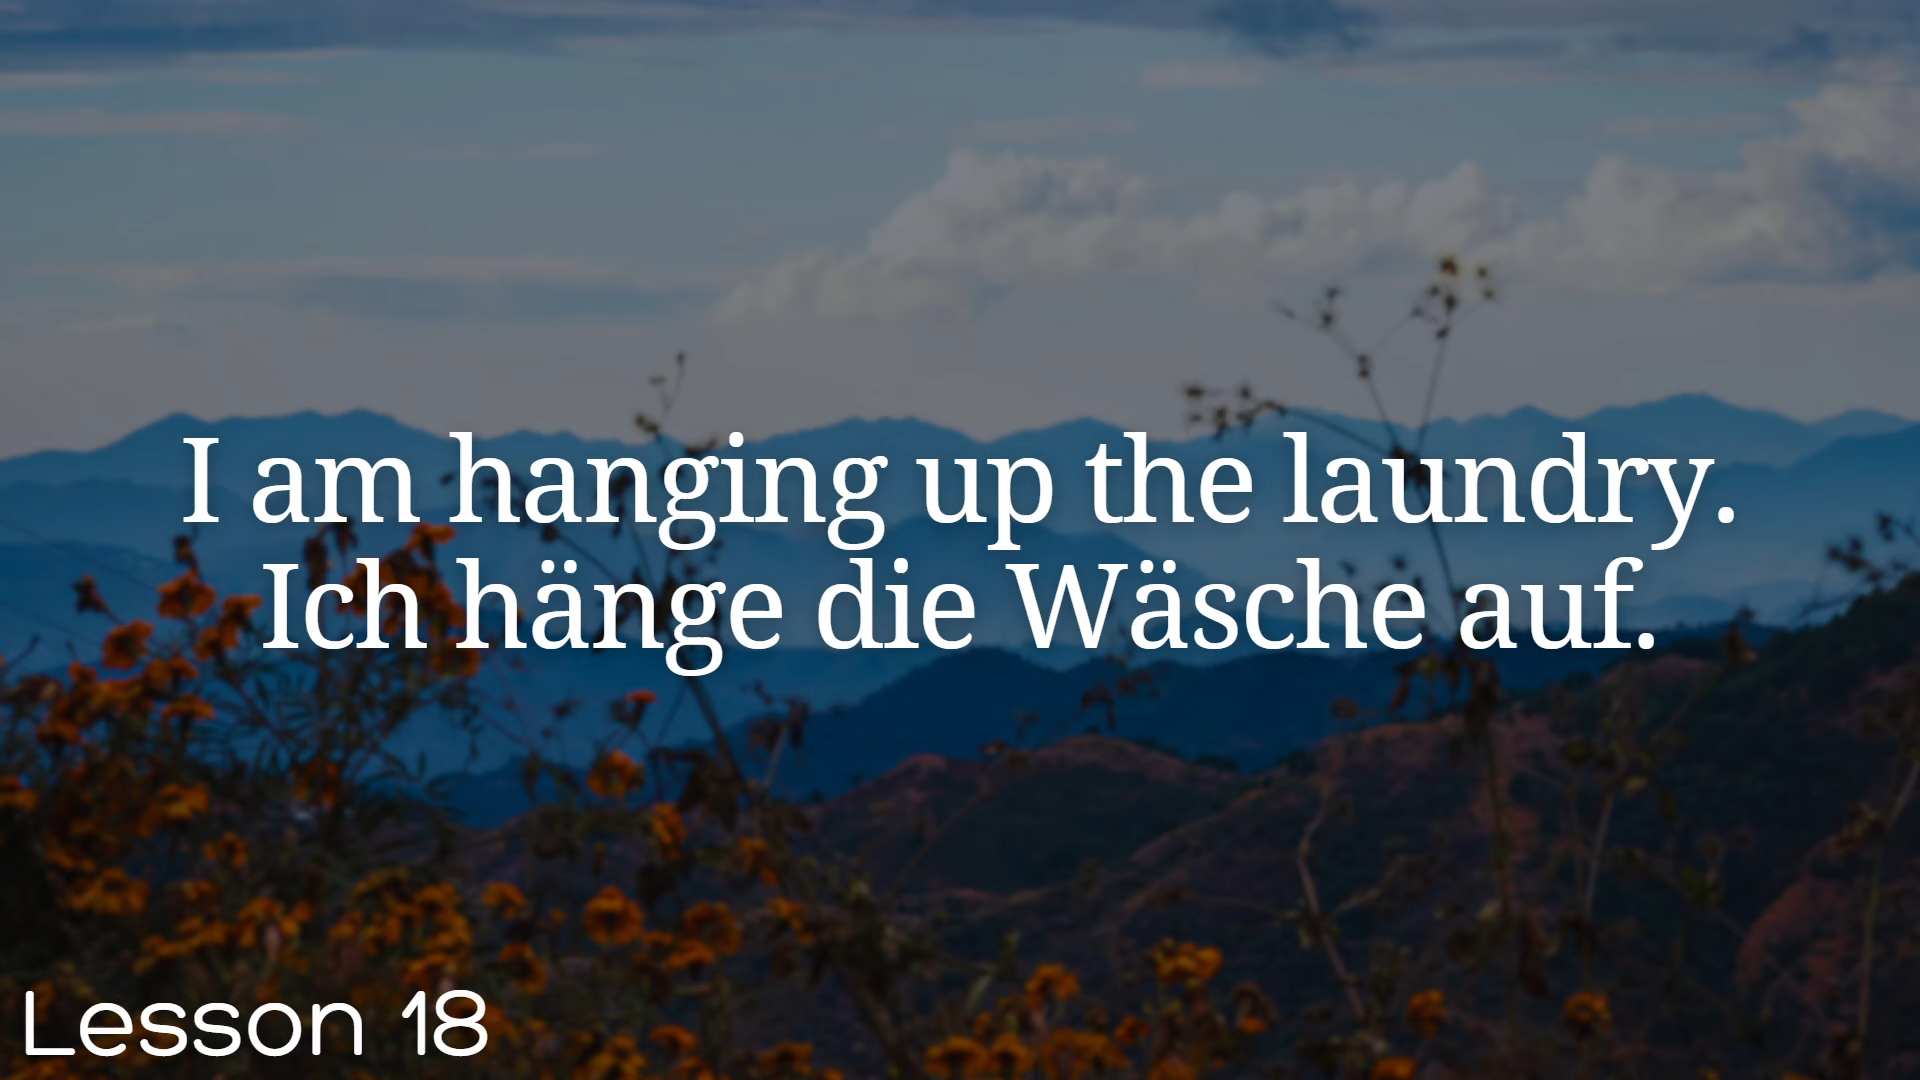 I am hanging up the laundry.
Ich hänge die Wäsche auf.
Lesson 18